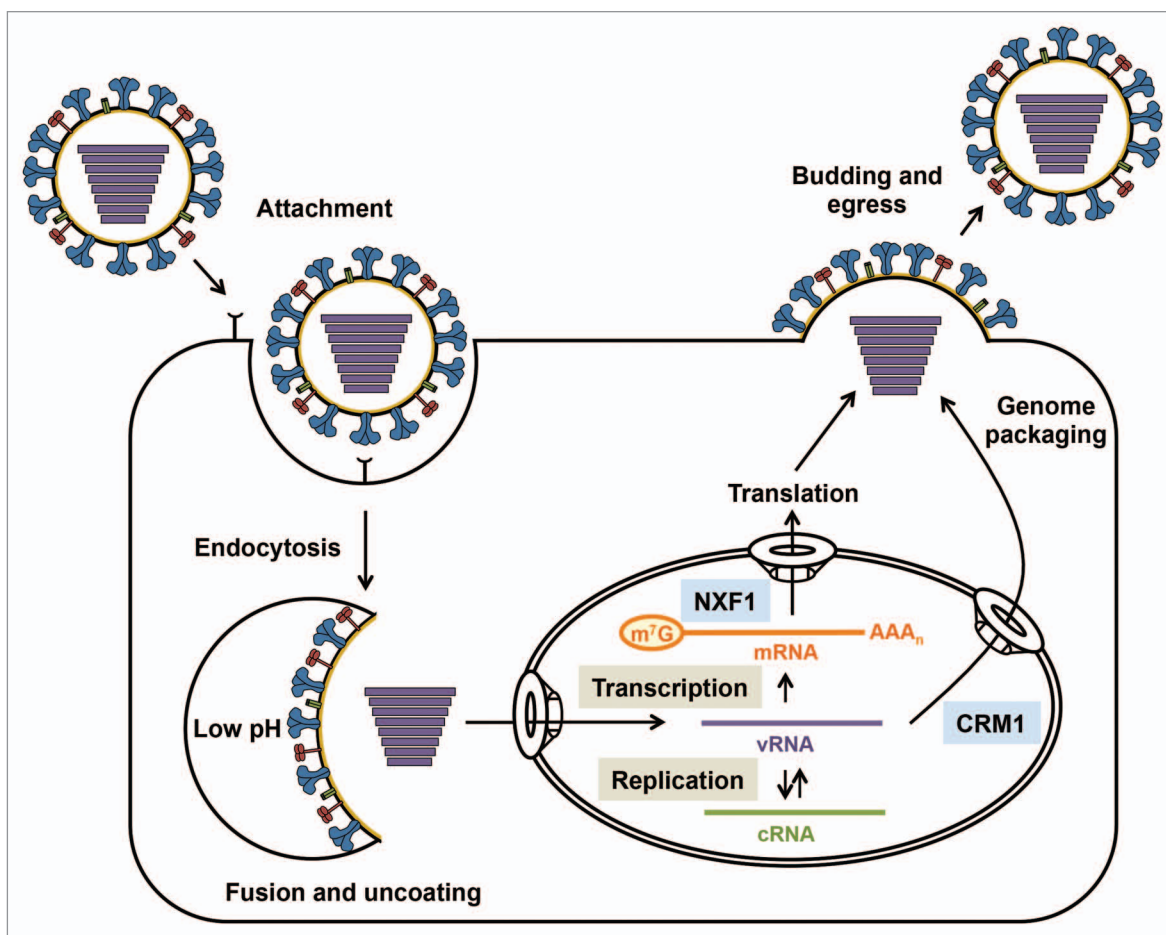 Attachment
Budding and
egress
Genome
packaging
Translation
Endocytosis
NXF1
m⁷G
AAAₙ
mRNA
Transcription
Low pH
vRNA
CRM1
Replication
cRNA
Fusion and uncoating